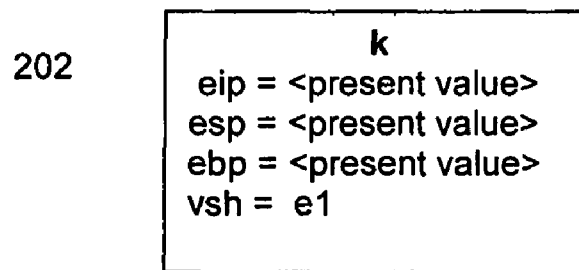 202
k
eip = <present value>
esp = <present value>
ebp = <present value>
vsh = e1